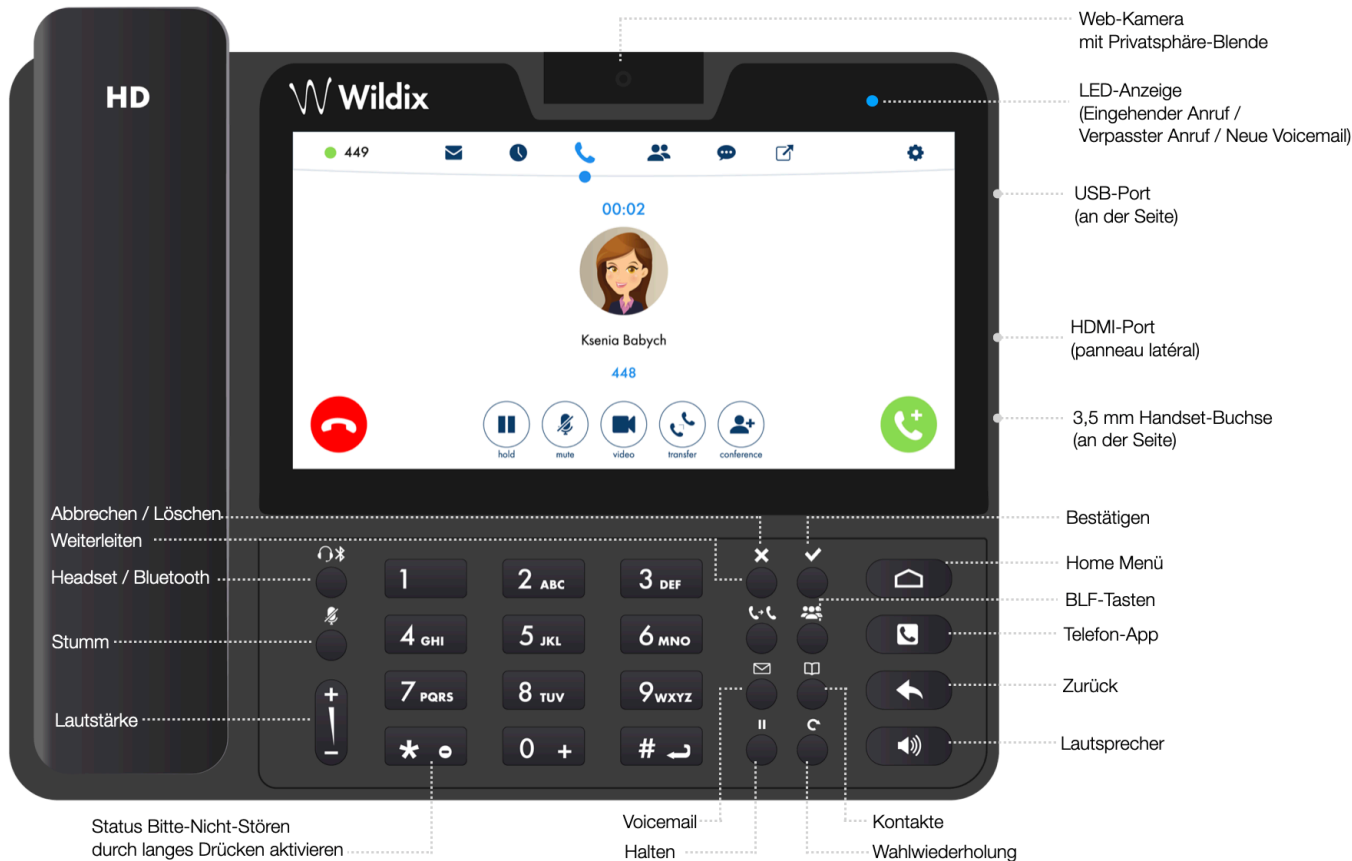 Web-Kamera
mit Privatsphäre-Blende
HD
Wildix
LED-Anzeige
(Eingehender Anruf /
Verpasster Anruf / Neue Voicemail)
449
USB-Port
(an der Seite)
00:02
Ksenia Babych
448
HDMI-Port
(panneau latéral)
3,5 mm Handset-Buchse
(an der Seite)
hold
mute
video
transfer
conference
Abbrechen / Löschen
Weiterleiten
Headset / Bluetooth
Stumm
Lautstärke
+
−
1
2 ABC
3 DEF
4 GHI
5 JKL
6 MNO
7 PQRS
8 TUV
9 WXYZ
*
0 +
#
Bestätigen
Home Menü
BLF-Tasten
Telefon-App
Zurück
Lautsprecher
Status Bitte-Nicht-Stören
durch langes Drücken aktivieren
Voicemail
Halten
Kontakte
Wahlwiederholung